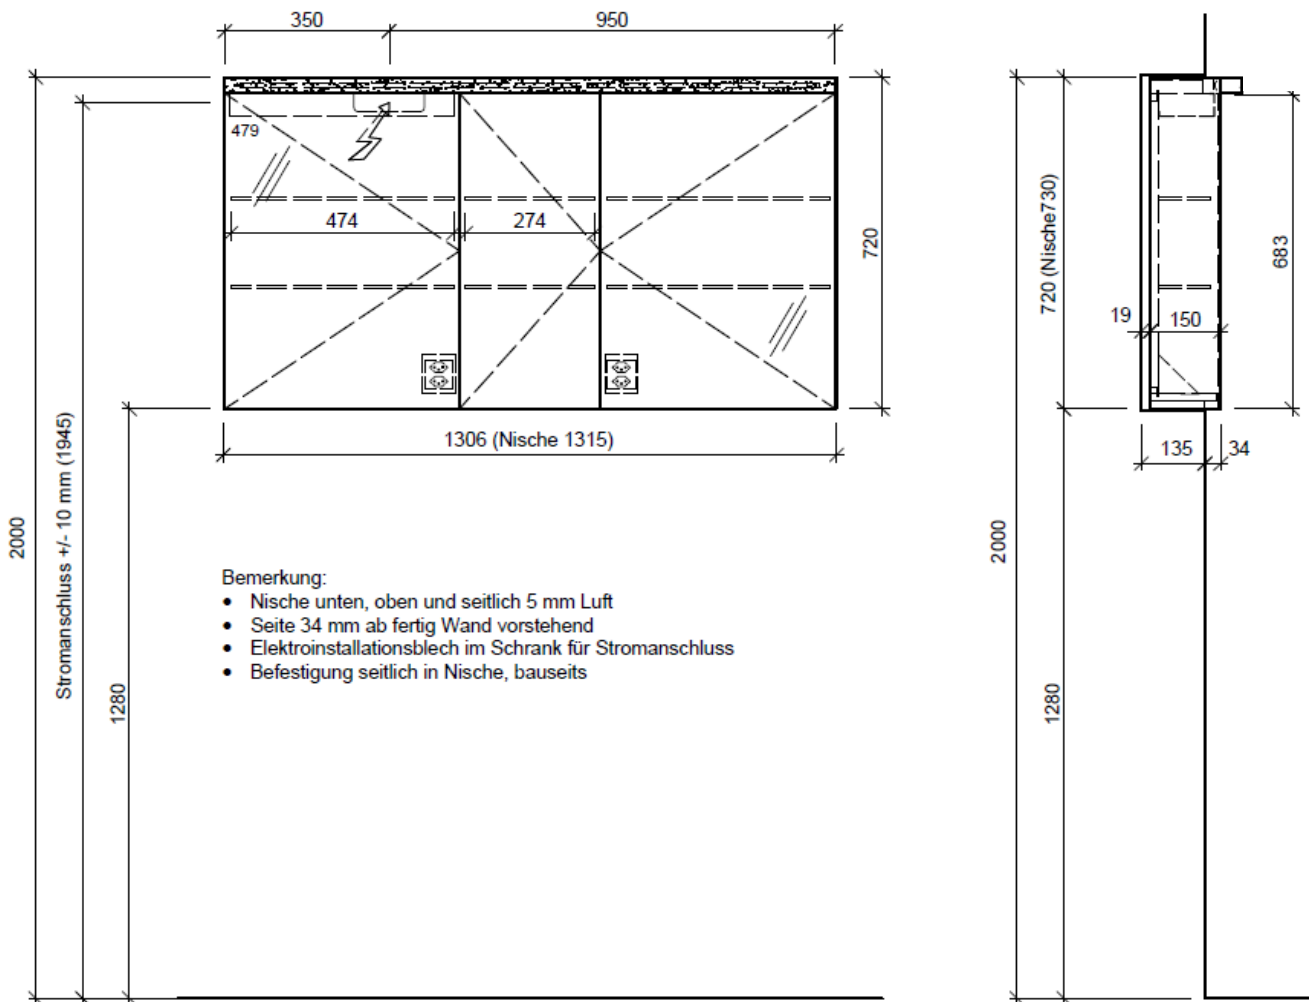 350
950
479
474
274
720
1306 (Nische 1315)
2000
Stromanschluss +/- 10 mm (1945)
1280
Bemerkung:
• Nische unten, oben und seitlich 5 mm Luft
• Seite 34 mm ab fertig Wand vorstehend
• Elektroinstallationsblech im Schrank für Stromanschluss
• Befestigung seitlich in Nische, bauseits
720 (Nische730)
683
19
150
135
34
2000
1280